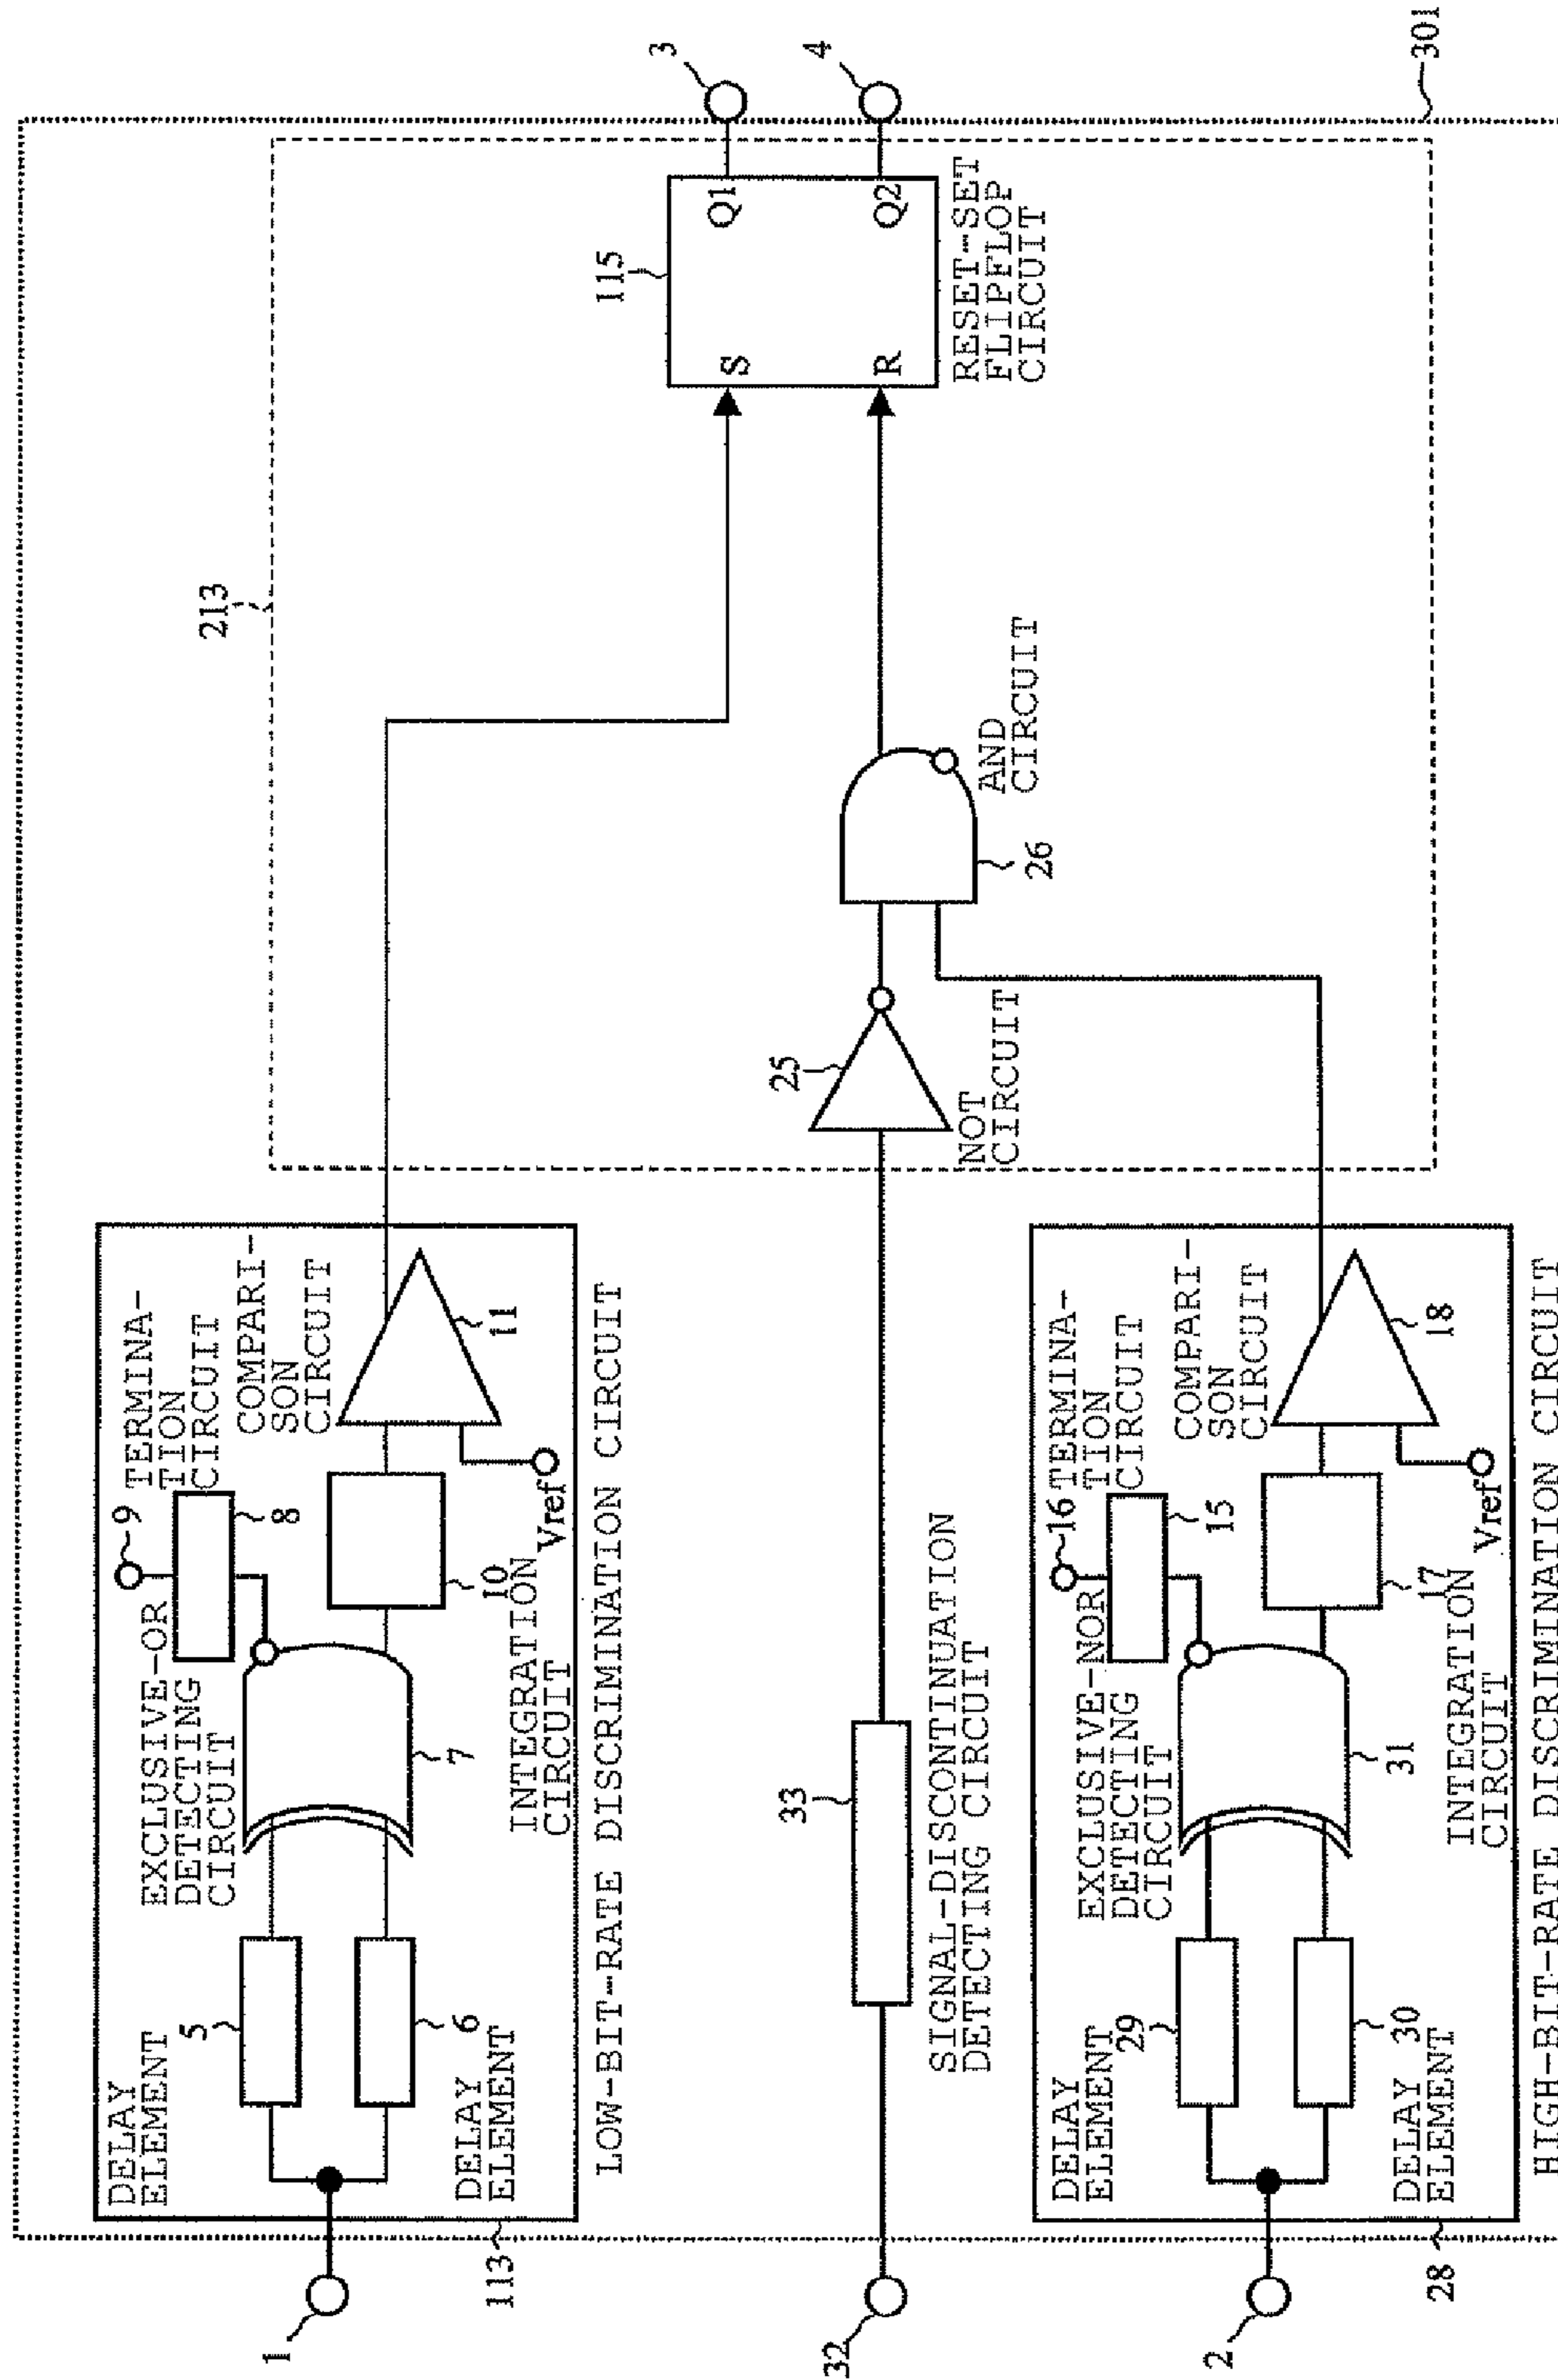 1
113
DELAY
ELEMENT
5
6
DELAY
ELEMENT
EXCLUSIVE-OR
DETECTING
CIRCUIT
7
9
TERMINA-
TION
CIRCUIT
8
10
INTEGRATION
CIRCUIT
COMPARI-
SON
CIRCUIT
11
Vref
LOW-BIT-RATE DISCRIMINATION CIRCUIT
32
33
SIGNAL-DISCONTINUATION
DETECTING CIRCUIT
2
28
DELAY
ELEMENT
29
30
DELAY
ELEMENT
EXCLUSIVE-NOR
DETECTING
CIRCUIT
31
16
TERMINA-
TION
CIRCUIT
15
17
INTEGRATION
CIRCUIT
COMPARI-
SON
CIRCUIT
18
Vref
HIGH-BIT-RATE DISCRIMINATION CIRCUIT
213
25
NOT
CIRCUIT
26
AND
CIRCUIT
115
S
R
Q1
Q2
RESET-SET
FLIPFLOP
CIRCUIT
3
4
301